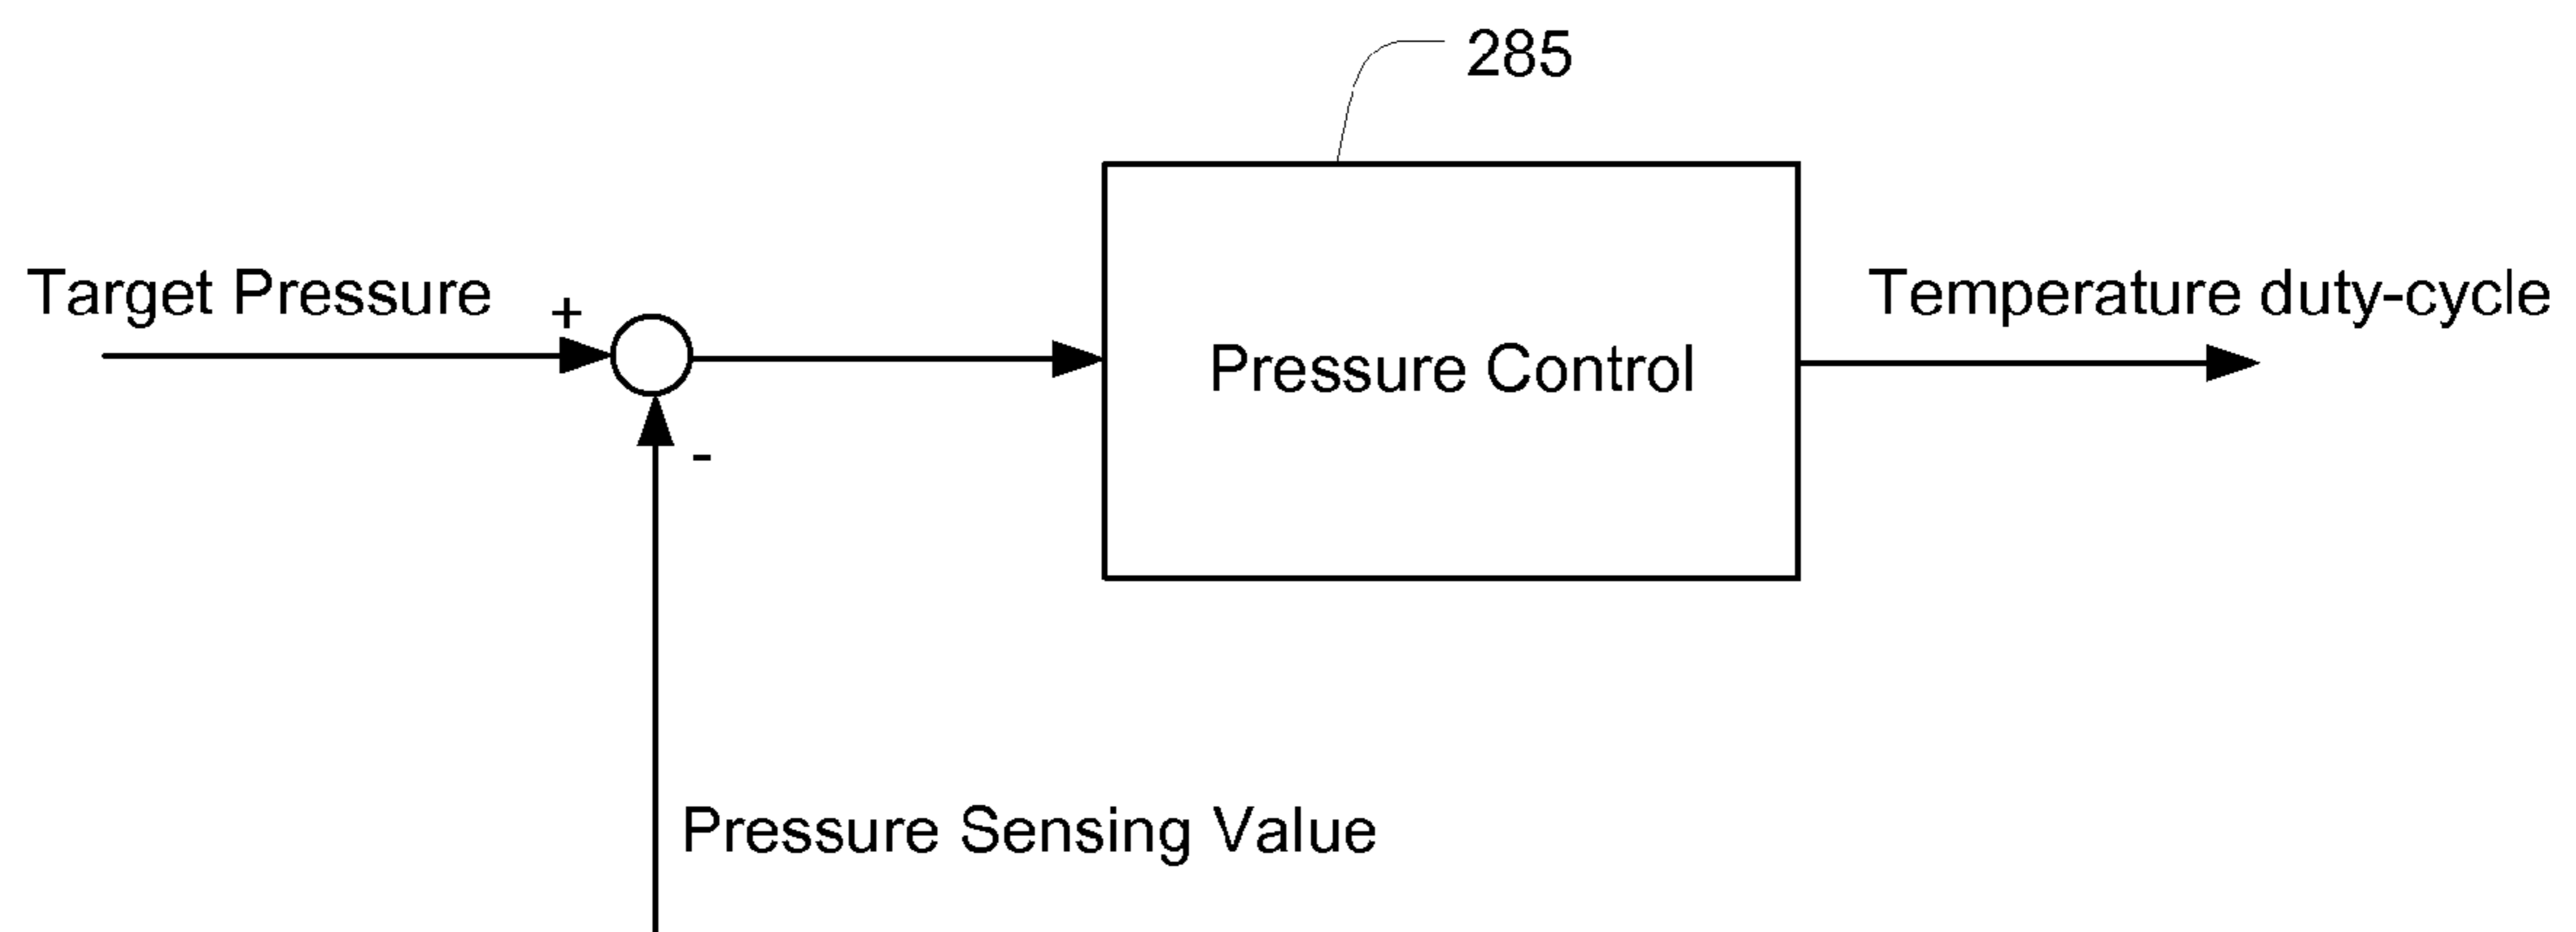 285
Target Pressure
+
Temperature duty-cycle
Pressure Control
-
Pressure Sensing Value